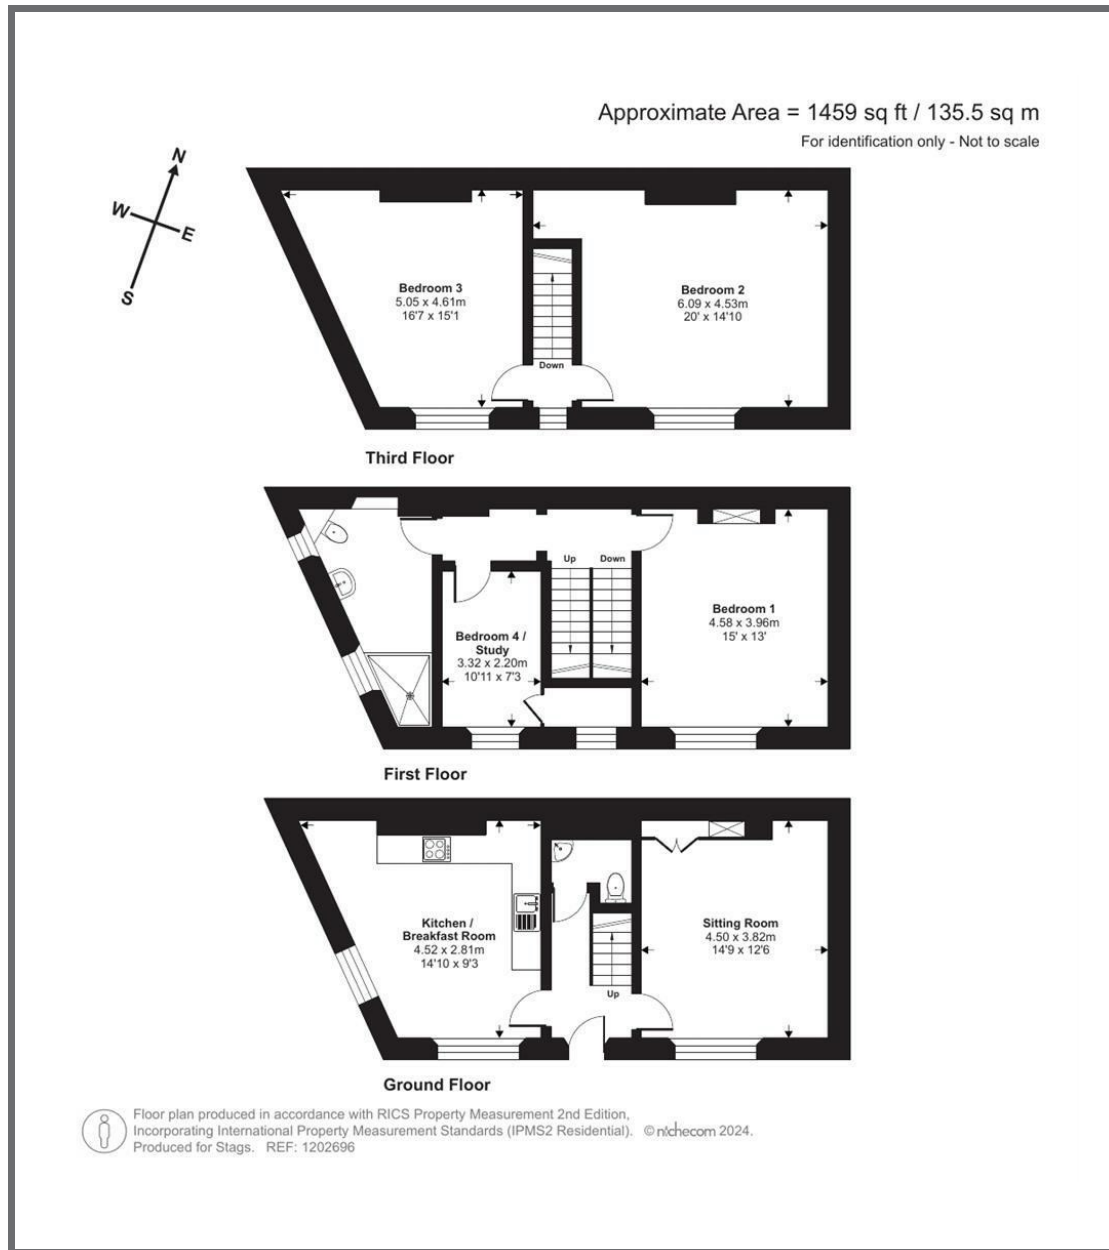 Approximate Area = 1459 sq ft / 135.5 sq m
For identification only - Not to scale
N
W
E
S
Bedroom 3
5.05 x 4.61m
16'7 x 15'1
Bedroom 2
6.09 x 4.53m
20' x 14'10
Down
Third Floor
Up
Down
Bedroom 1
4.58 x 3.96m
15' x 13'
Bedroom 4 /
Study
3.32 x 2.20m
10'11 x 7'3
First Floor
Kitchen /
Breakfast Room
4.52 x 2.81m
14'10 x 9'3
Sitting Room
4.50 x 3.82m
14'9 x 12'6
Up
Ground Floor
Floor plan produced in accordance with RICS Property Measurement 2nd Edition,
Incorporating International Property Measurement Standards (IPMS2 Residential). © nichecom 2024.
Produced for Stags. REF: 1202696